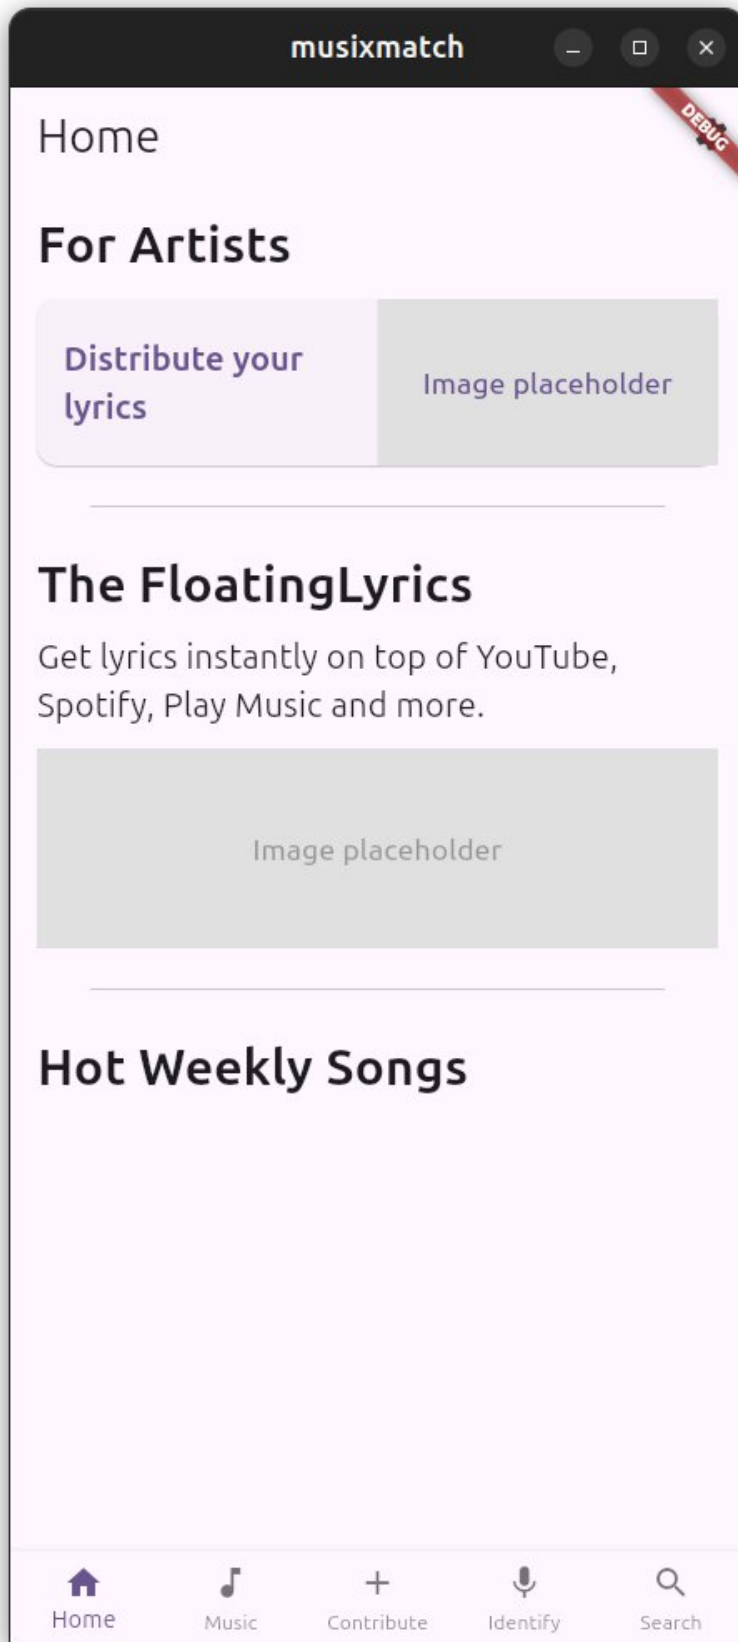 musixmatch
Home
DEBUG
For Artists
Distribute your
lyrics
Image placeholder
The FloatingLyrics
Get lyrics instantly on top of YouTube,
Spotify, Play Music and more.
Image placeholder
Hot Weekly Songs
Home
Music
Contribute
Identify
Search